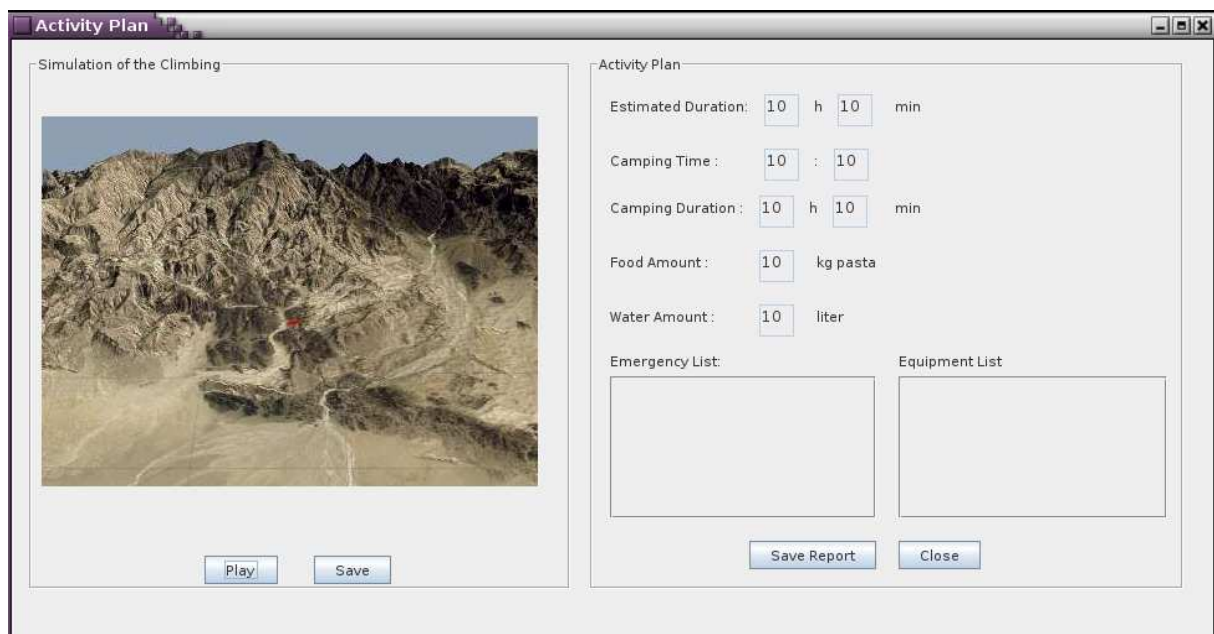 Activity Plan
Simulation of the Climbing
Play
Save
Activity Plan
Estimated Duration: 10 h 10 min
Camping Time : 10 : 10
Camping Duration : 10 h 10 min
Food Amount : 10 kg pasta
Water Amount : 10 liter
Emergency List: Equipment List
Save Report Close